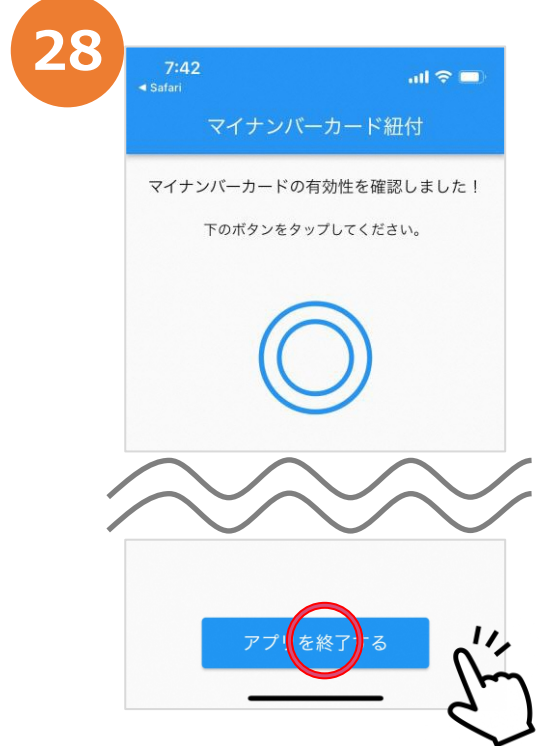 28
7:42
◀ Safari
マイナンバーカード紐付
マイナンバーカードの有効性を確認しました！
下のボタンをタップしてください。
アプリを終了する